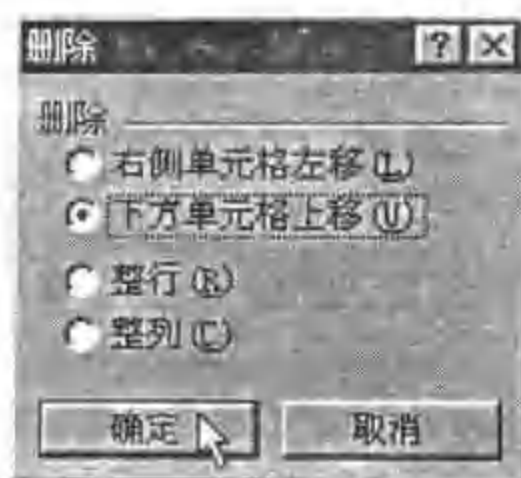 删除
删除
右侧单元格左移(L)
下方单元格上移(U)
整行(R)
整列(C)
确定
取消